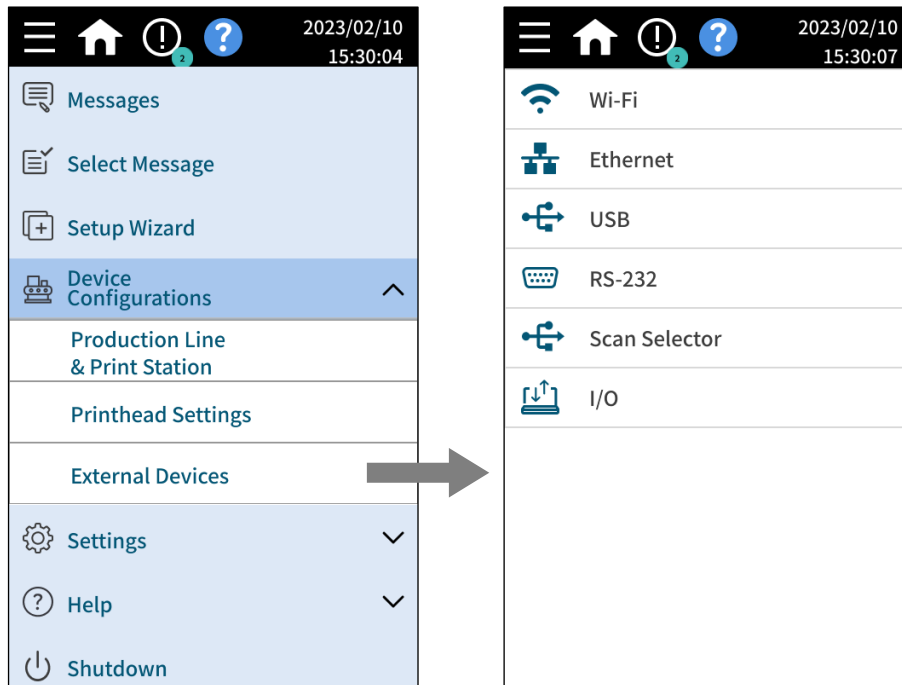 2023/02/10
15:30:04
2
?
Messages
Select Message
Setup Wizard
Device
Configurations
Production Line
& Print Station
Printhead Settings
External Devices
Settings
Help
Shutdown
2023/02/10
15:30:07
2
?
Wi-Fi
Ethernet
USB
RS-232
Scan Selector
I/O